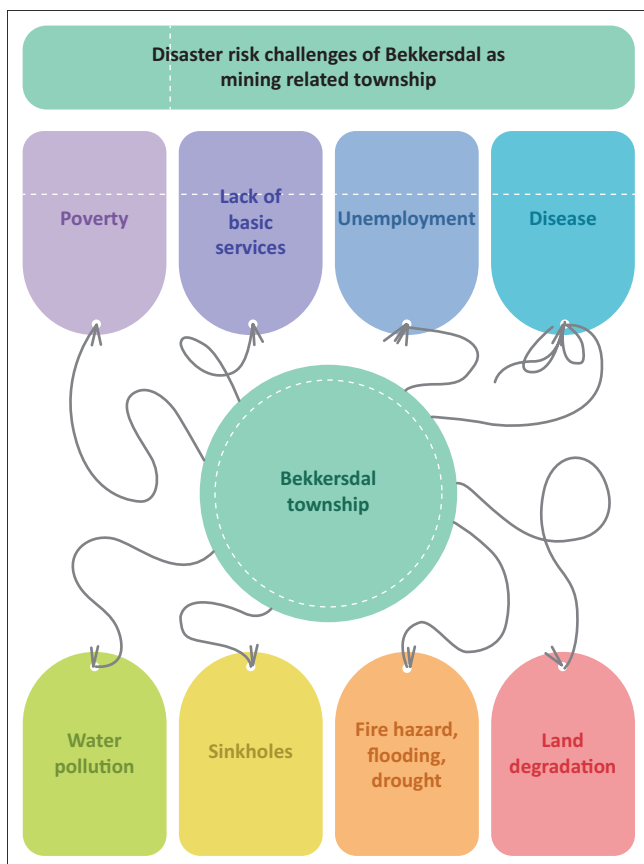 Disaster risk challenges of Bekkersdal as
mining related township
Poverty
Lack of
basic
services
Unemployment
Disease
Bekkersdal
township
Water
pollution
Sinkholes
Fire hazard,
flooding,
drought
Land
degradation